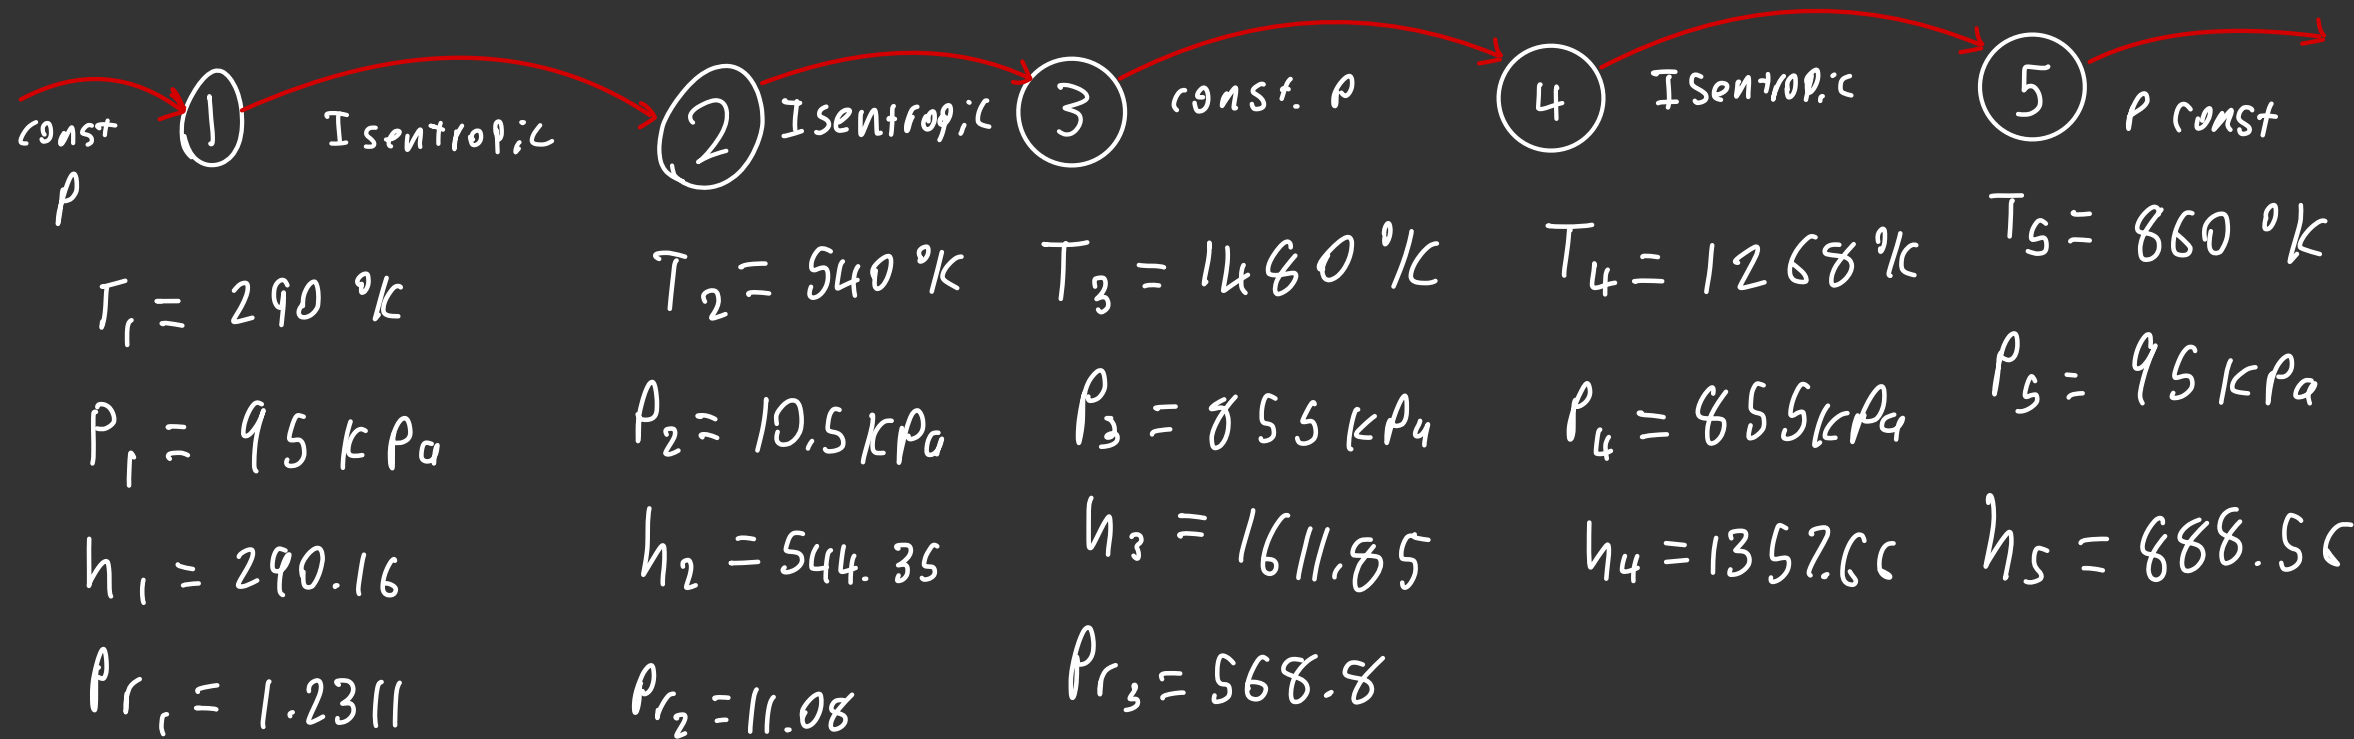 const P
1
Isentropic
2
Isentropic
3
const. P
4
Isentropic
5
P const
T₁ = 290 °K
P₁ = 95 kPa
h₁ = 290.16
Pr₁ = 1.2311
T₂ = 540 °K
P₂ = 10.5 kPa
h₂ = 544.35
Pr₂ = 11.08
T₃ = 1480 °K
P₃ = 855 kPa
h₃ = 1611.85
Pr₃ = 568.8
T₄ = 1268 °K
P₄ = 855 kPa
h₄ = 1357.66
T₅ = 860 °K
P₅ = 95 kPa
h₅ = 888.56